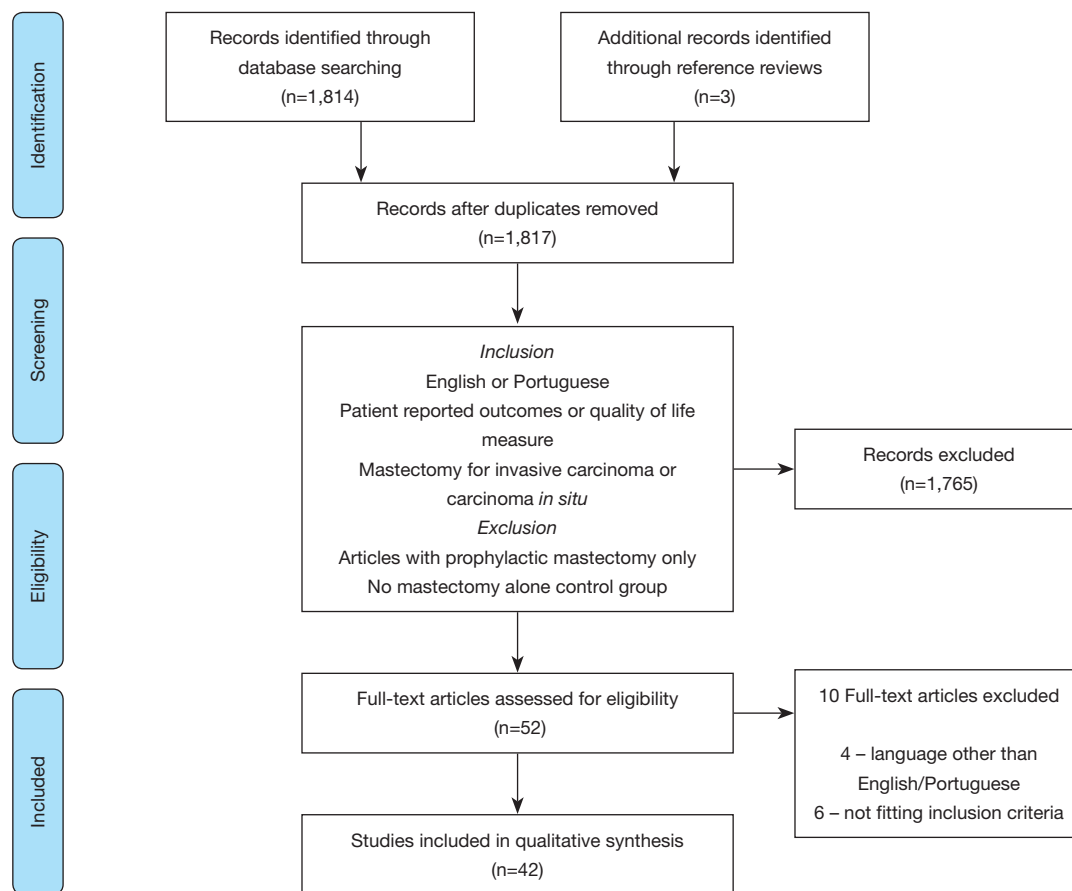 Identification
Records identified through
database searching
(n=1,814)
Additional records identified
through reference reviews
(n=3)
Records after duplicates removed
(n=1,817)
Screening
Inclusion
English or Portuguese
Patient reported outcomes or quality of life
measure
Mastectomy for invasive carcinoma or
carcinoma in situ
Exclusion
Articles with prophylactic mastectomy only
No mastectomy alone control group
Records excluded
(n=1,765)
Eligibility
Full-text articles assessed for eligibility
(n=52)
10 Full-text articles excluded
4 – language other than
English/Portuguese
6 – not fitting inclusion criteria
Included
Studies included in qualitative synthesis
(n=42)